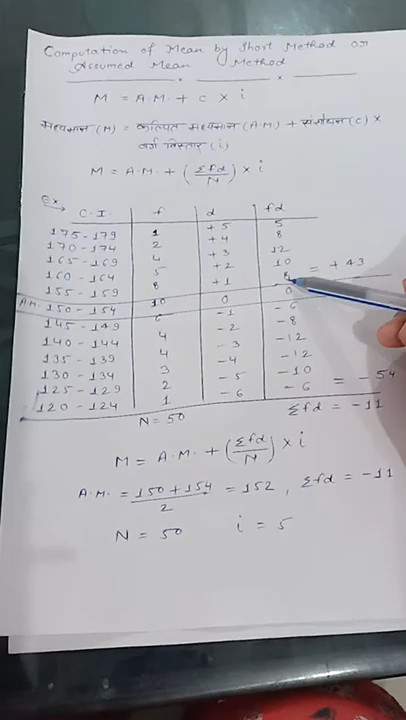 Computation of Mean by Short Method or
Assumed Mean Method
M = A.M. + C × i
मध्यमान (M) = कल्पित मध्यमान (A.M.) + संशोधन (C) ×
वर्ग विस्तार (i)
M = A.M. + (Σfd/N) × i
Ex.
C.I. f d fd
175-179 1 +5 5
170-174 2 +4 8
165-169 4 +3 12
160-164 5 +2 10
155-159 8 +1 8 = +43
A.M. 150-154 10 0 0
145-149 6 -1 -6
140-144 4 -2 -8
135-139 4 -3 -12
130-134 3 -4 -12
125-129 2 -5 -10
120-124 1 -6 -6 = -54
N = 50 Σfd = -11
M = A.M. + (Σfd/N) × i
A.M. = 150+154/2 = 152, Σfd = -11
N = 50 i = 5